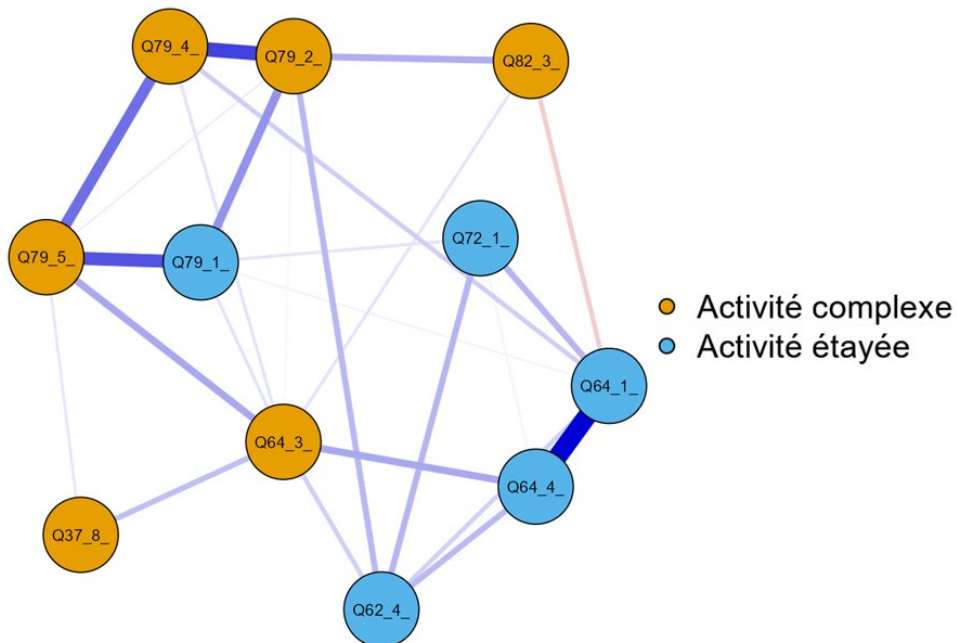 Q79_4_
Q79_2_
Q82_3_
Q72_1_
Q79_5_
Q79_1_
Activité complexe
Activité étayée
Q64_1_
Q64_3_
Q64_4_
Q37_8_
Q62_4_